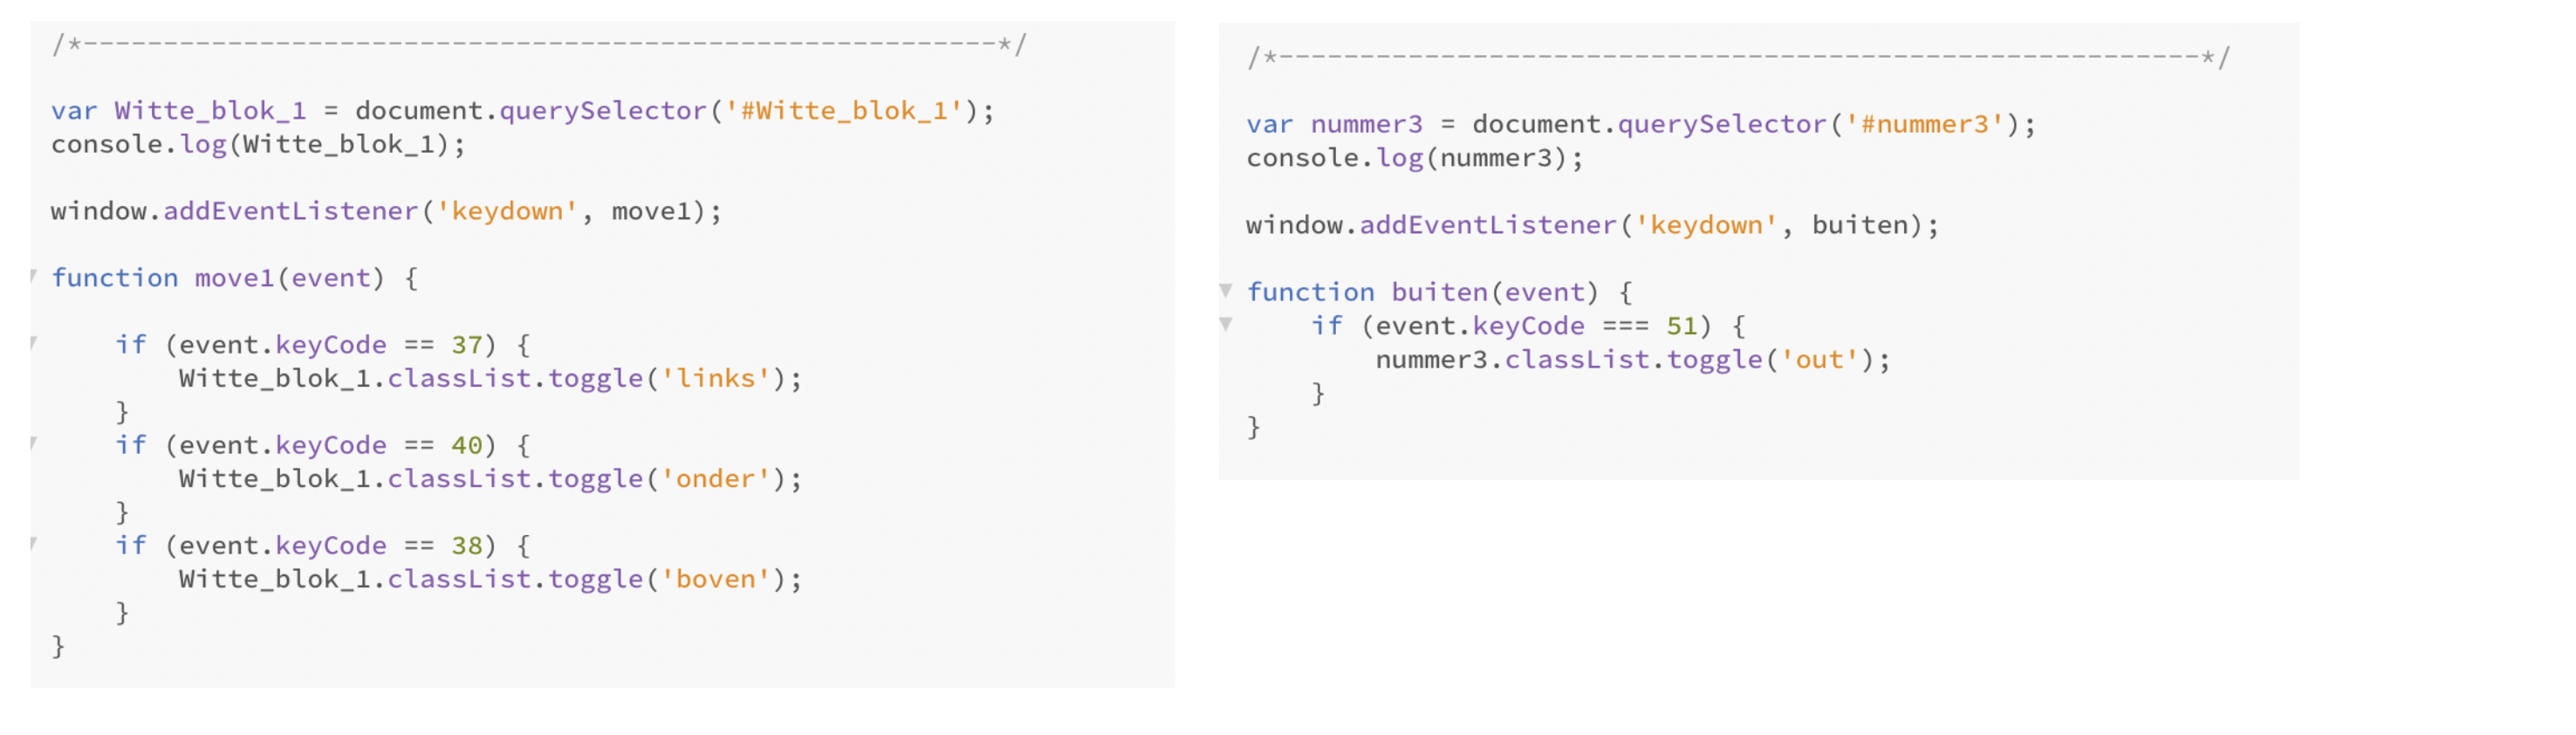 /*---------------------------------------------------------*/
var Witte_blok_1 = document.querySelector('#Witte_blok_1');
console.log(Witte_blok_1);
window.addEventListener('keydown', move1);
function move1(event) {
if (event.keyCode == 37) {
Witte_blok_1.classList.toggle('links');
}
if (event.keyCode == 40) {
Witte_blok_1.classList.toggle('onder');
}
if (event.keyCode == 38) {
Witte_blok_1.classList.toggle('boven');
}
}
/*---------------------------------------------------------*/
var nummer3 = document.querySelector('#nummer3');
console.log(nummer3);
window.addEventListener('keydown', buiten);
function buiten(event) {
if (event.keyCode === 51) {
nummer3.classList.toggle('out');
}
}